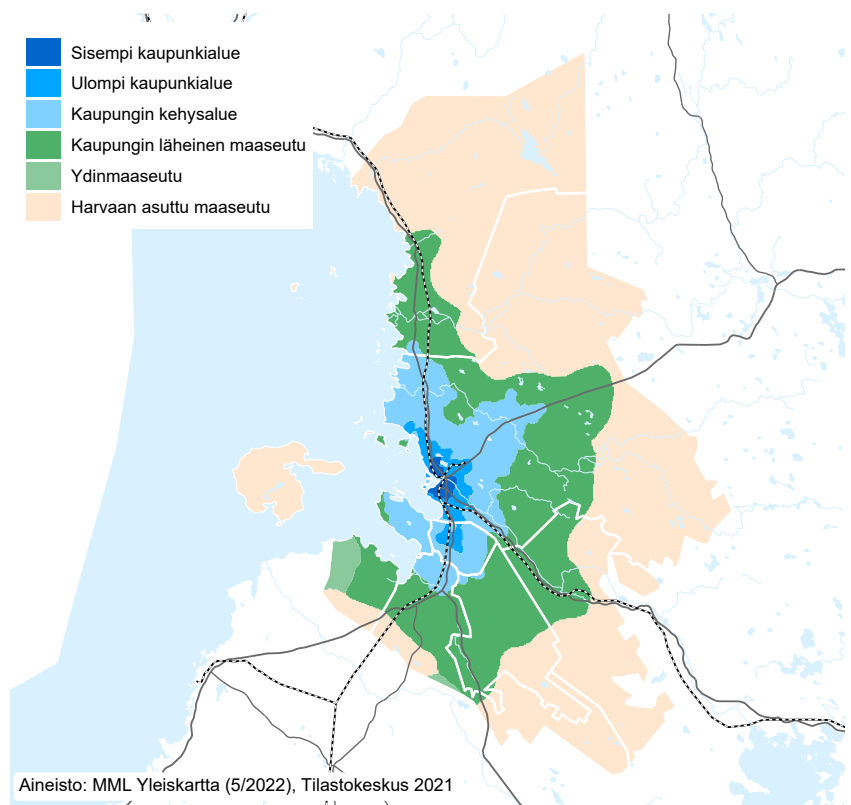 Sisempi kaupunkialue
Ulompi kaupunkialue
Kaupungin kehysalue
Kaupungin läheinen maaseutu
Ydinmaaseutu
Harvaan asuttu maaseutu
Aineisto: MML Yleiskartta (5/2022), Tilastokeskus 2021